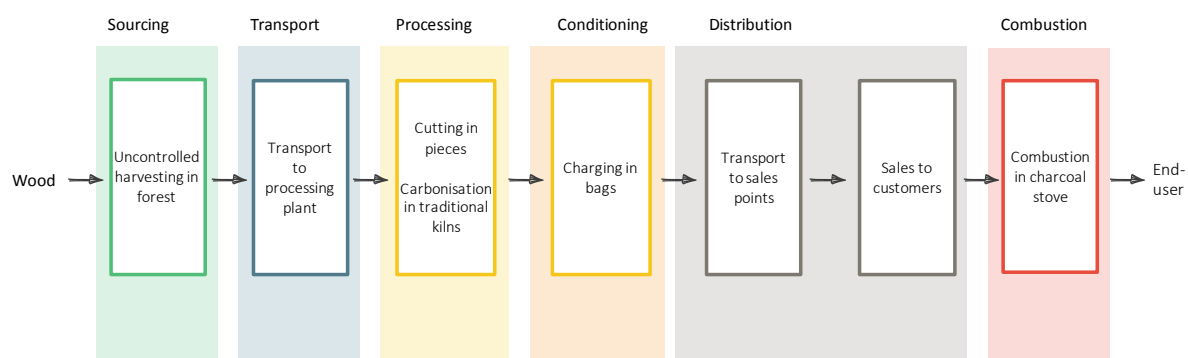 Sourcing
Transport
Processing
Conditioning
Distribution
Combustion
Wood
Uncontrolled
harvesting in
forest
Transport
to
processing
plant
Cutting in
pieces
Carbonisation
in traditional
kilns
Charging in
bags
Transport
to sales
points
Sales to
customers
Combustion
in charcoal
stove
End-
user